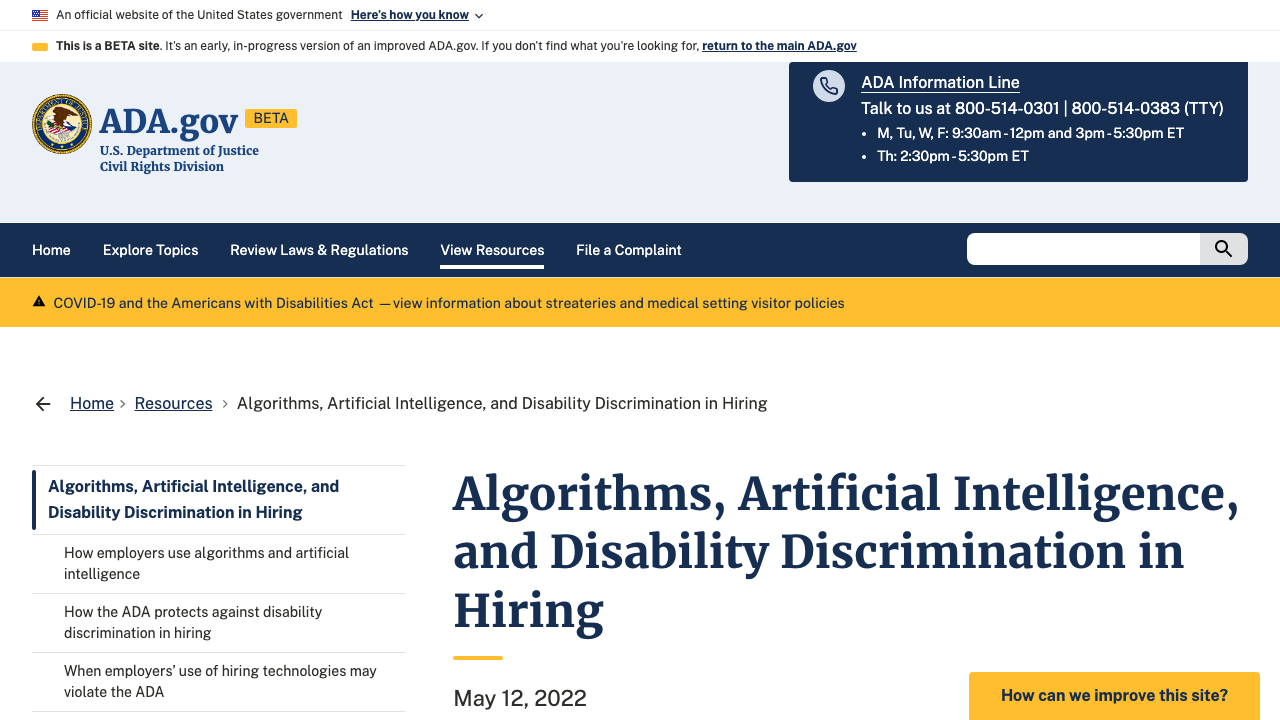 An official website of the United States government Here's how you know
This is a BETA site. It's an early, in-progress version of an improved ADA.gov. If you don't find what you're looking for, return to the main ADA.gov
ADA.gov BETA
U.S. Department of Justice
Civil Rights Division
ADA Information Line
Talk to us at 800-514-0301 | 800-514-0383 (TTY)
• M, Tu, W, F: 9:30am - 12pm and 3pm - 5:30pm ET
• Th: 2:30pm - 5:30pm ET
Home Explore Topics Review Laws & Regulations View Resources File a Complaint
COVID-19 and the Americans with Disabilities Act —view information about streateries and medical setting visitor policies
Home > Resources > Algorithms, Artificial Intelligence, and Disability Discrimination in Hiring
Algorithms, Artificial Intelligence, and
Disability Discrimination in Hiring
How employers use algorithms and artificial
intelligence
How the ADA protects against disability
discrimination in hiring
When employers’ use of hiring technologies may
violate the ADA
Algorithms, Artificial Intelligence,
and Disability Discrimination in
Hiring
May 12, 2022
How can we improve this site?